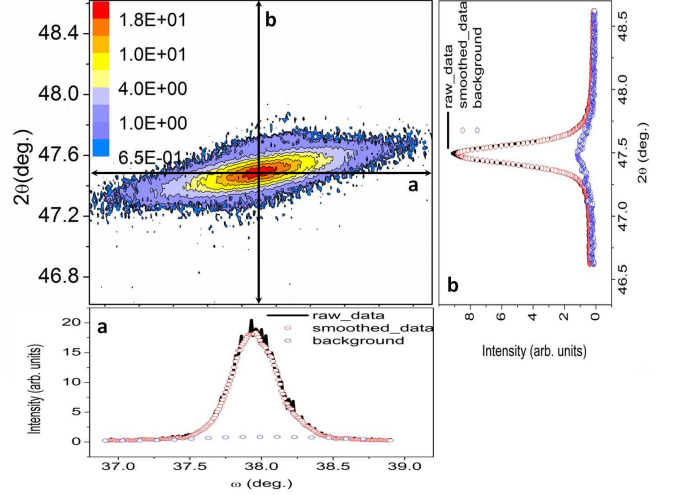 b
48.4
48.0
47.6
47.2
46.8
2θ(deg.)
1.8E+01
1.0E+01
4.0E+00
1.0E+00
6.5E-01
a
raw_data
smoothed_data
background
48.5
48.0
47.5
47.0
46.5
2θ(deg.)
b
8
6
4
2
0
Intensity (arb. units)
a
raw_data
smoothed_data
background
20
15
10
5
0
Intensity (arb. units)
37.0
37.5
38.0
38.5
39.0
ω (deg.)